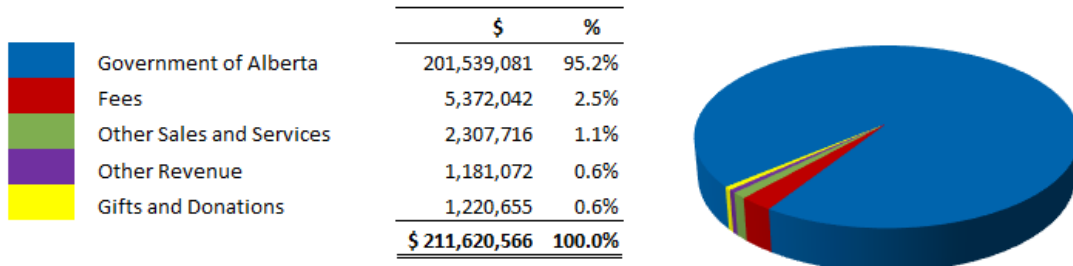 $ %
Government of Alberta 201,539,081 95.2%
Fees 5,372,042 2.5%
Other Sales and Services 2,307,716 1.1%
Other Revenue 1,181,072 0.6%
Gifts and Donations 1,220,655 0.6%
$ 211,620,566 100.0%